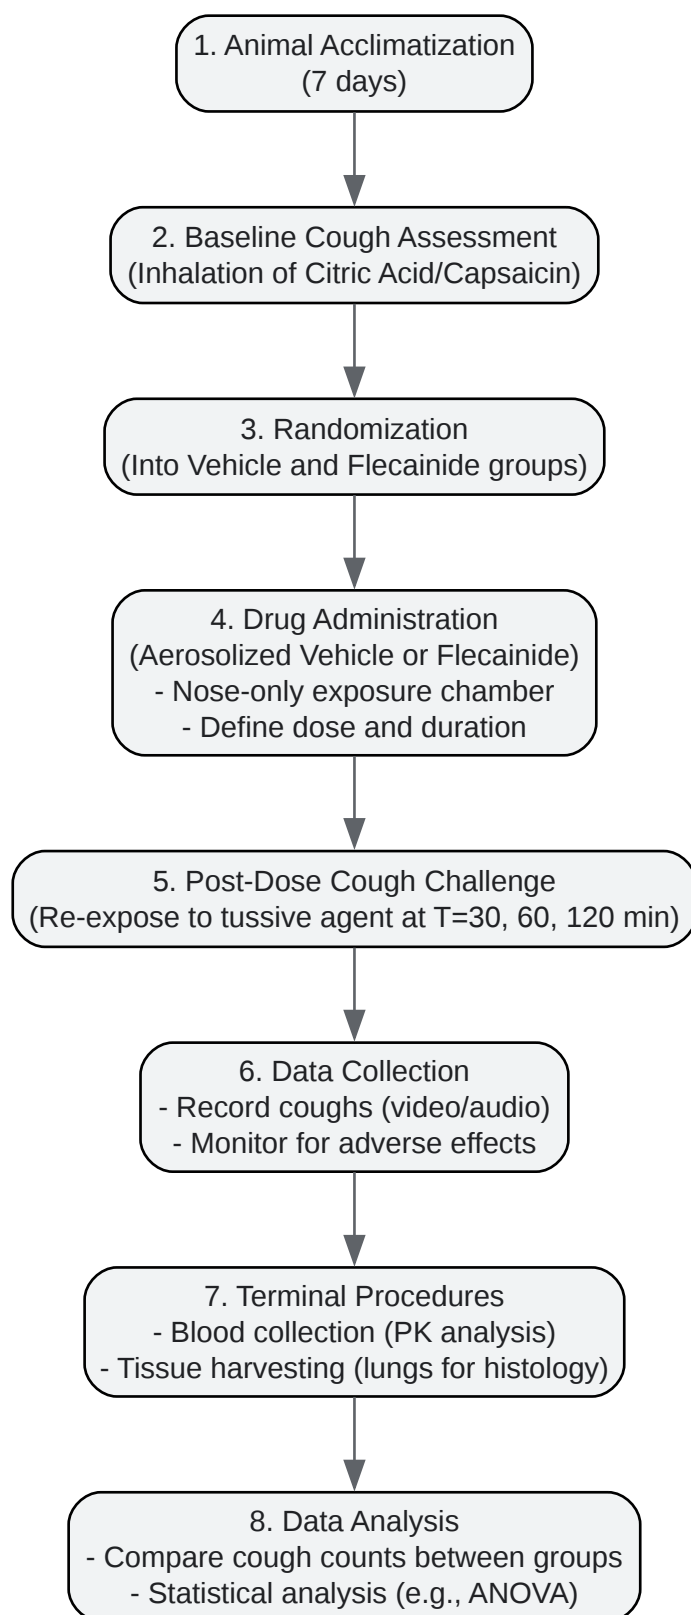 1. Animal Acclimatization
(7 days)
2. Baseline Cough Assessment
(Inhalation of Citric Acid/Capsaicin)
3. Randomization
(Into Vehicle and Flecainide groups)
4. Drug Administration
(Aerosolized Vehicle or Flecainide)
- Nose-only exposure chamber
- Define dose and duration
5. Post-Dose Cough Challenge
(Re-expose to tussive agent at T=30, 60, 120 min)
6. Data Collection
- Record coughs (video/audio)
- Monitor for adverse effects
7. Terminal Procedures
- Blood collection (PK analysis)
- Tissue harvesting (lungs for histology)
8. Data Analysis
- Compare cough counts between groups
- Statistical analysis (e.g., ANOVA)